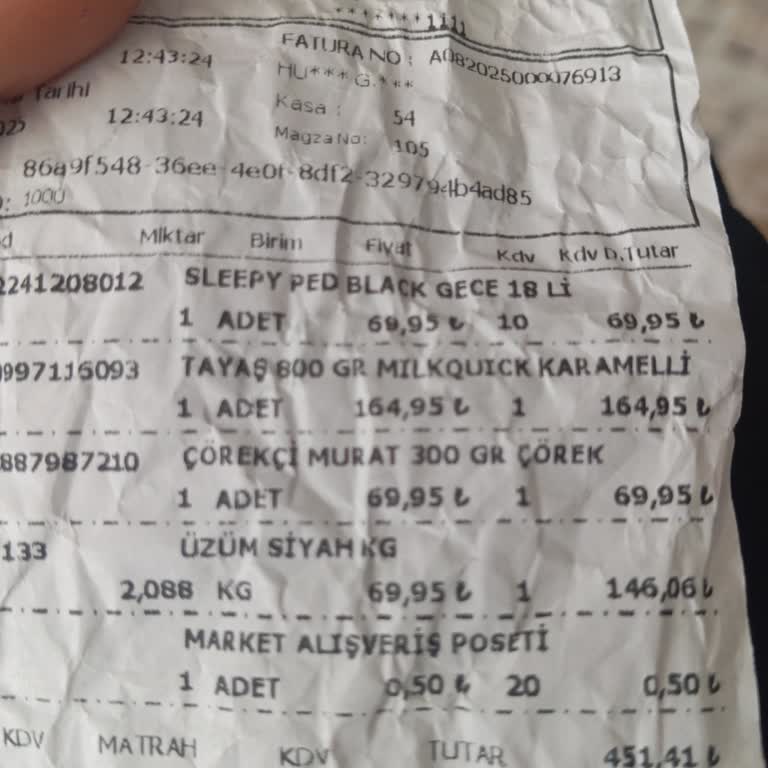 *******1111
FATURA NO : A082025000076913
12:43:24
HU*** G.***
Tarihi
Kasa : 54
12:43:24
MagzaNo: 105
86a9f548-36ee-4e0f-8df2-329794b4ad85
: 1000
d Miktar Birim Fiyat Kdv Kdv D.Tutar
2241208012 SLEEPY PED BLACK GECE 18 Lİ
1 ADET 69,95 ₺ 10 69,95 ₺
0997116093 TAYAŞ 800 GR MILKQUICK KARAMELLİ
1 ADET 164,95 ₺ 1 164,95 ₺
887987210 ÇÖREKÇİ MURAT 300 GR ÇÖREK
1 ADET 69,95 ₺ 1 69,95 ₺
133 ÜZÜM SİYAH KG
2,088 KG 69,95 ₺ 1 146,06 ₺
MARKET ALIŞVERİŞ POSETİ
1 ADET 0,50 ₺ 20 0,50 ₺
KDV MATRAH KDV TUTAR 451,41 ₺